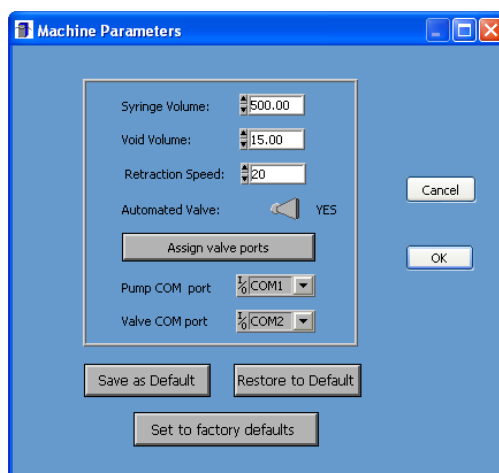 Machine Parameters
Syringe Volume: 500.00
Void Volume: 15.00
Retraction Speed: 20
Automated Valve: YES
Cancel
Assign valve ports
OK
Pump COM port I/O COM1
Valve COM port I/O COM2
Save as Default Restore to Default
Set to factory defaults